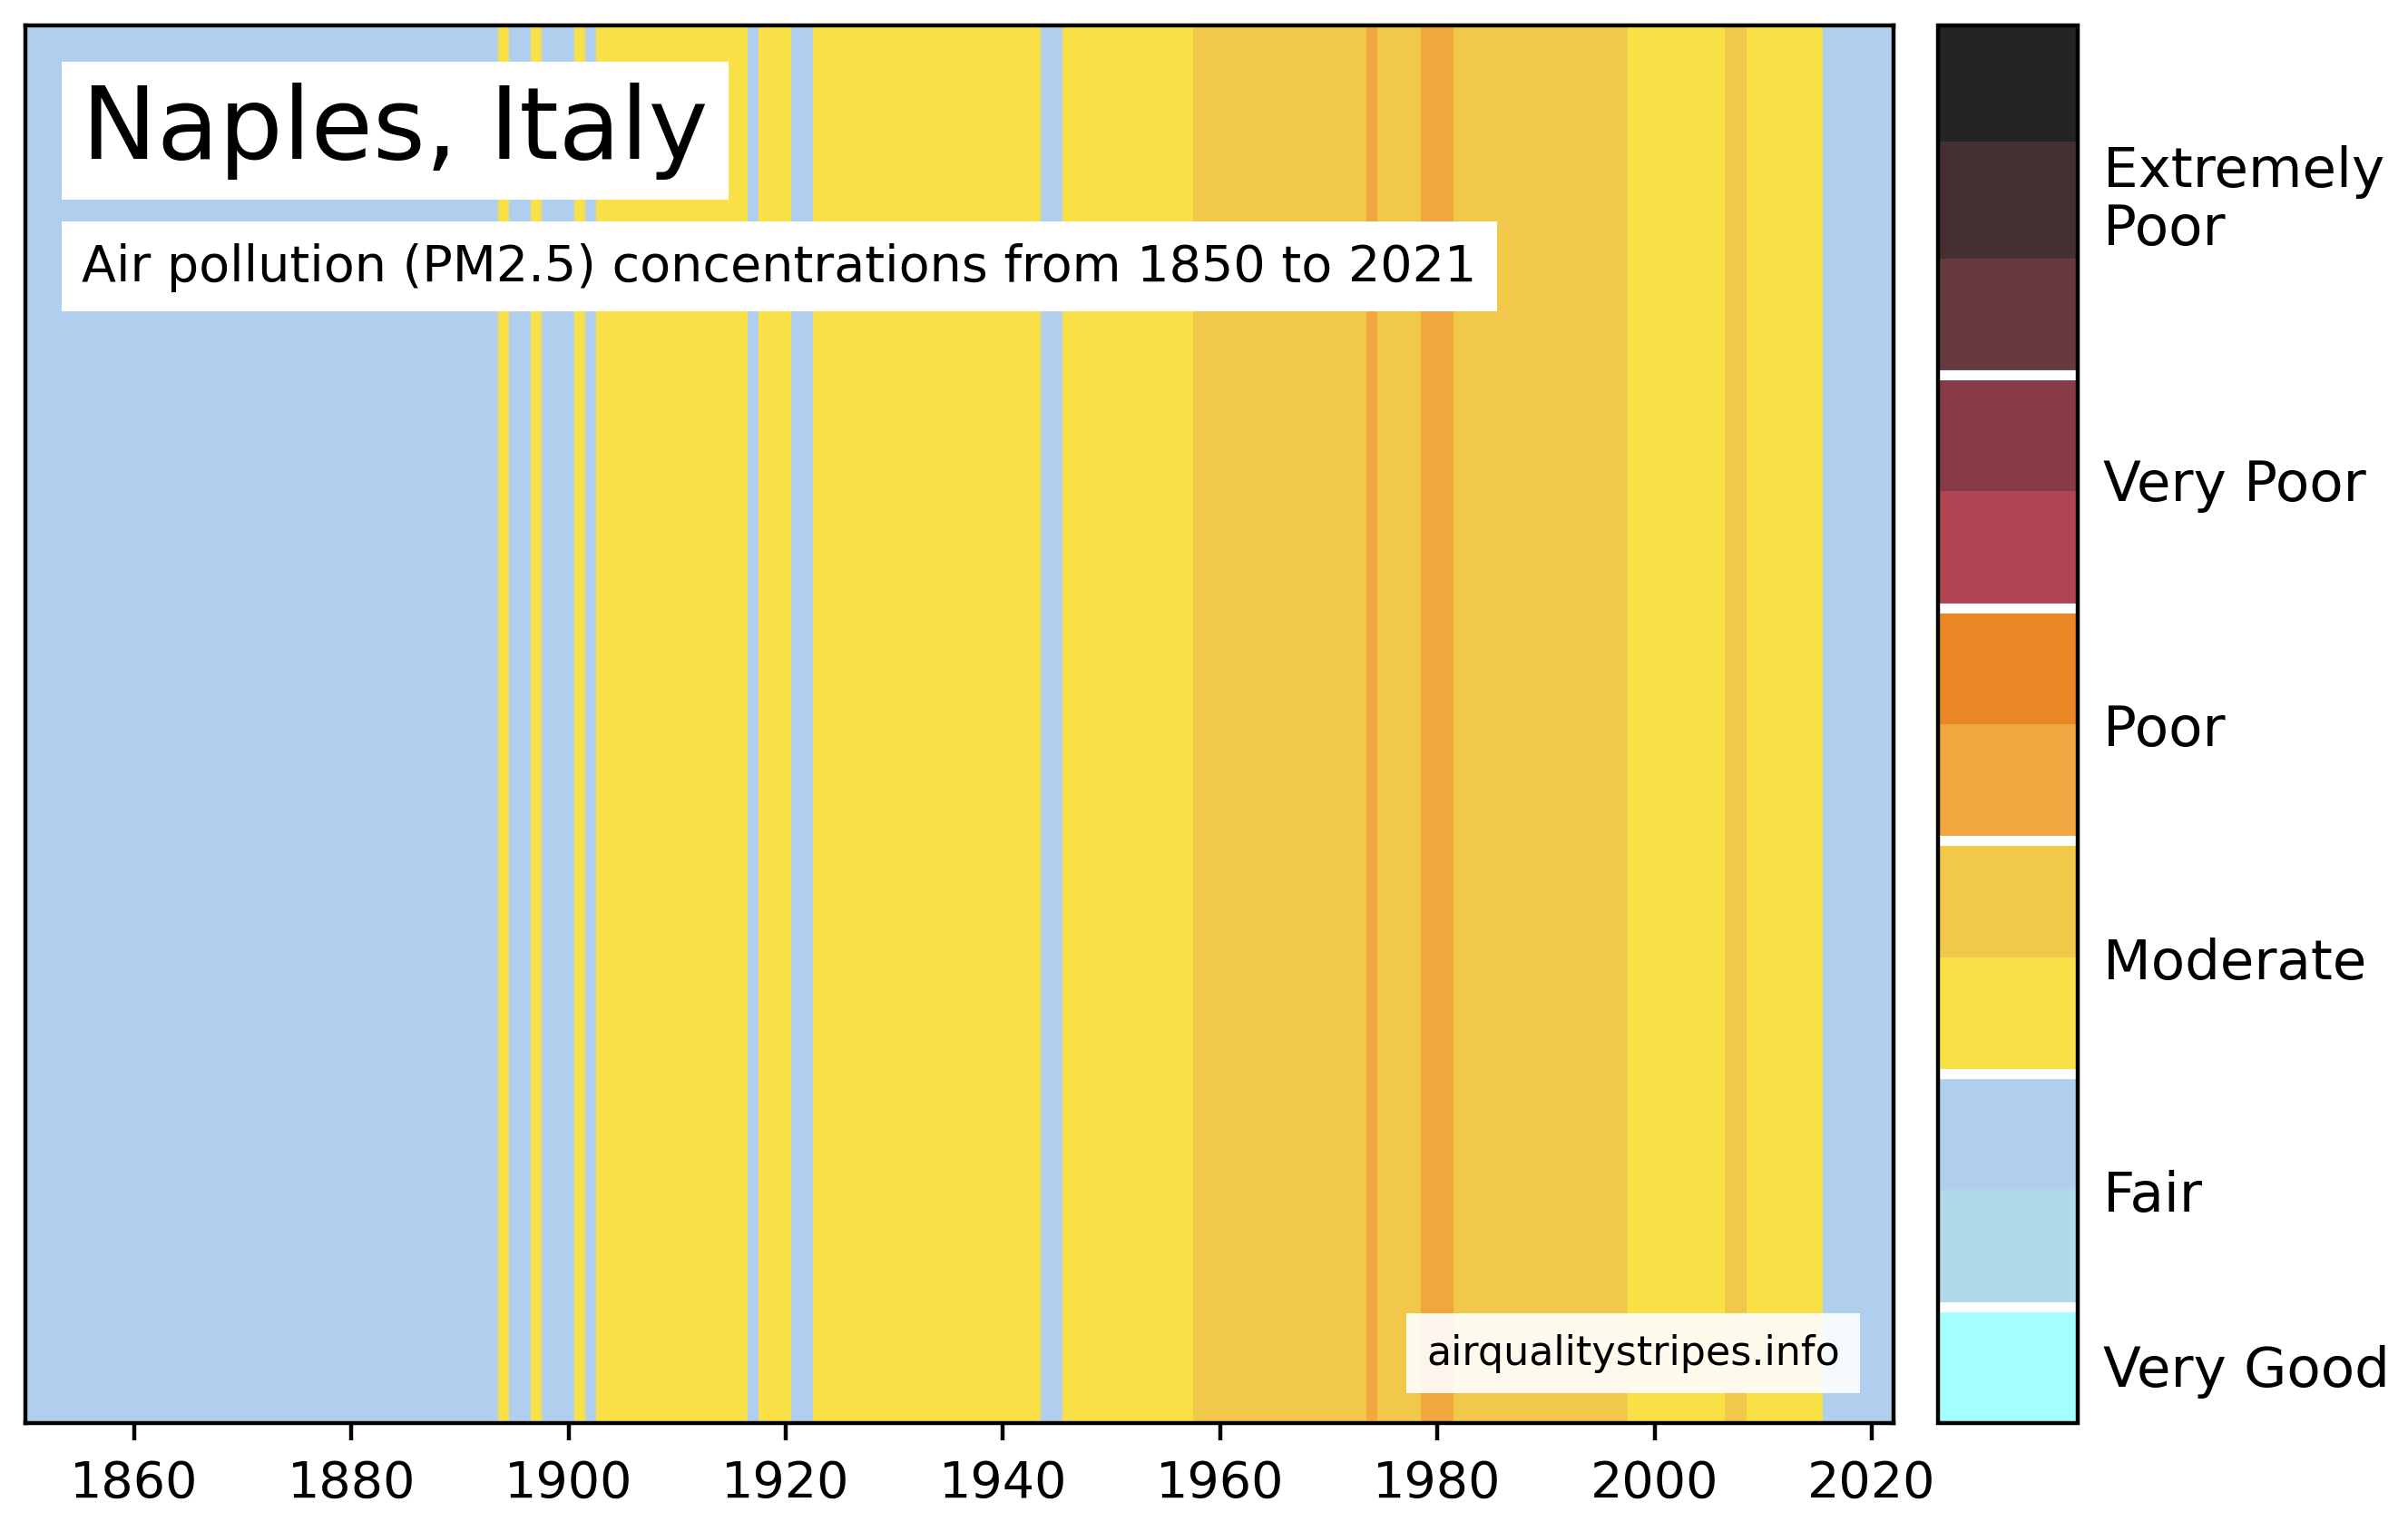 Naples, Italy
Air pollution (PM2.5) concentrations from 1850 to 2021
airqualitystripes.info
1860 1880 1900 1920 1940 1960 1980 2000 2020
Extremely
Poor
Very Poor
Poor
Moderate
Fair
Very Good